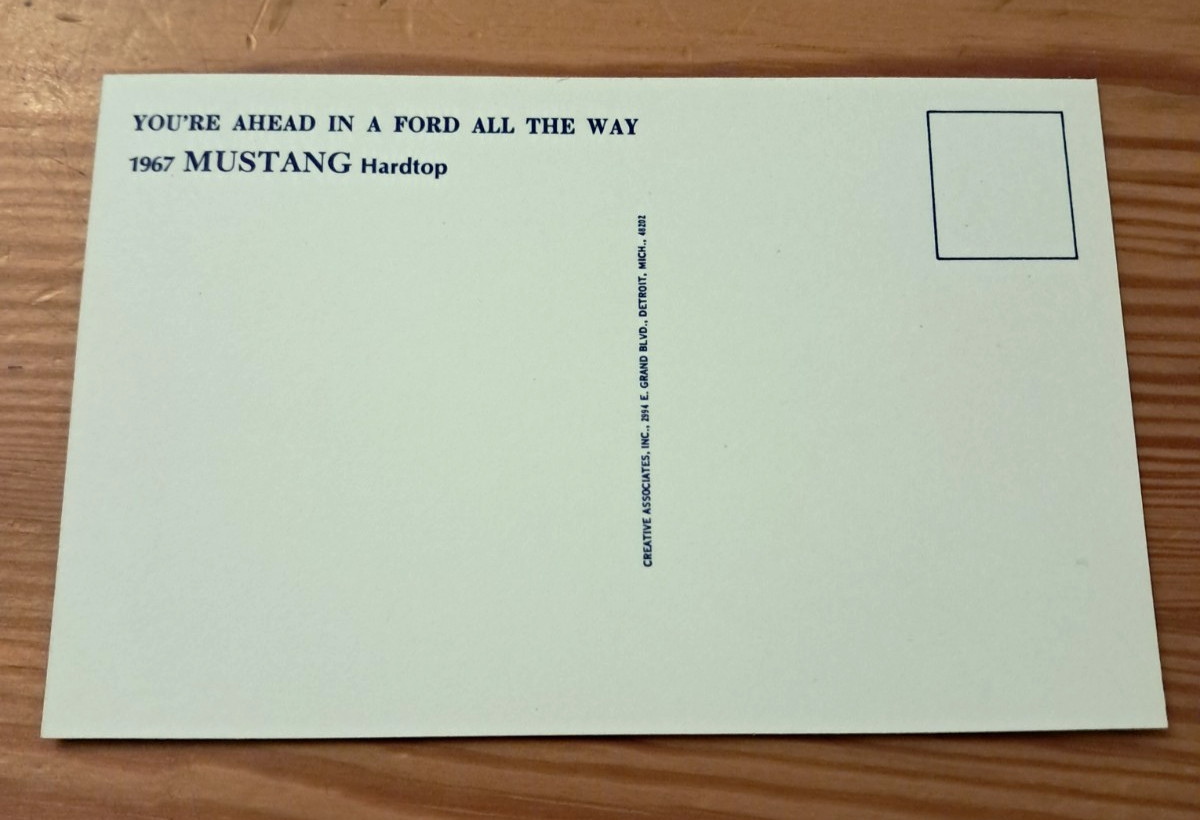 YOU'RE AHEAD IN A FORD ALL THE WAY
1967 MUSTANG Hardtop
CREATIVE ASSOCIATES, INC., 2994 E. GRAND BLVD., DETROIT, MICH., 48202